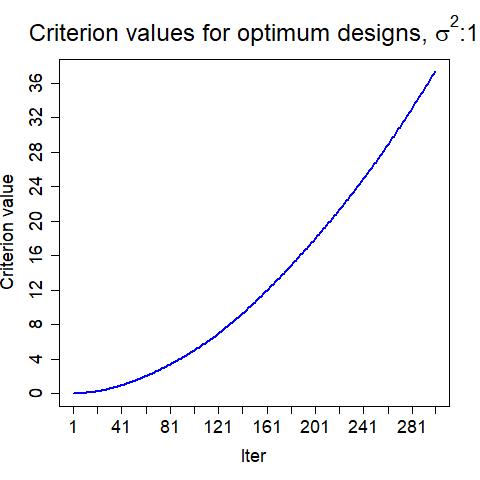 Criterion values for optimum designs, σ²:1
Criterion value
36
32
28
24
20
16
12
8
4
0
1 41 81 121 161 201 241 281
Iter